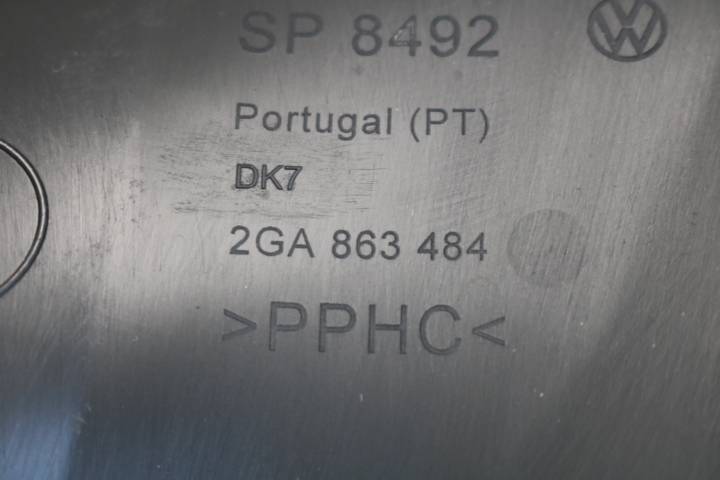 SP 8492
Portugal (PT)
DK7
2GA 863 484
>PPHC<